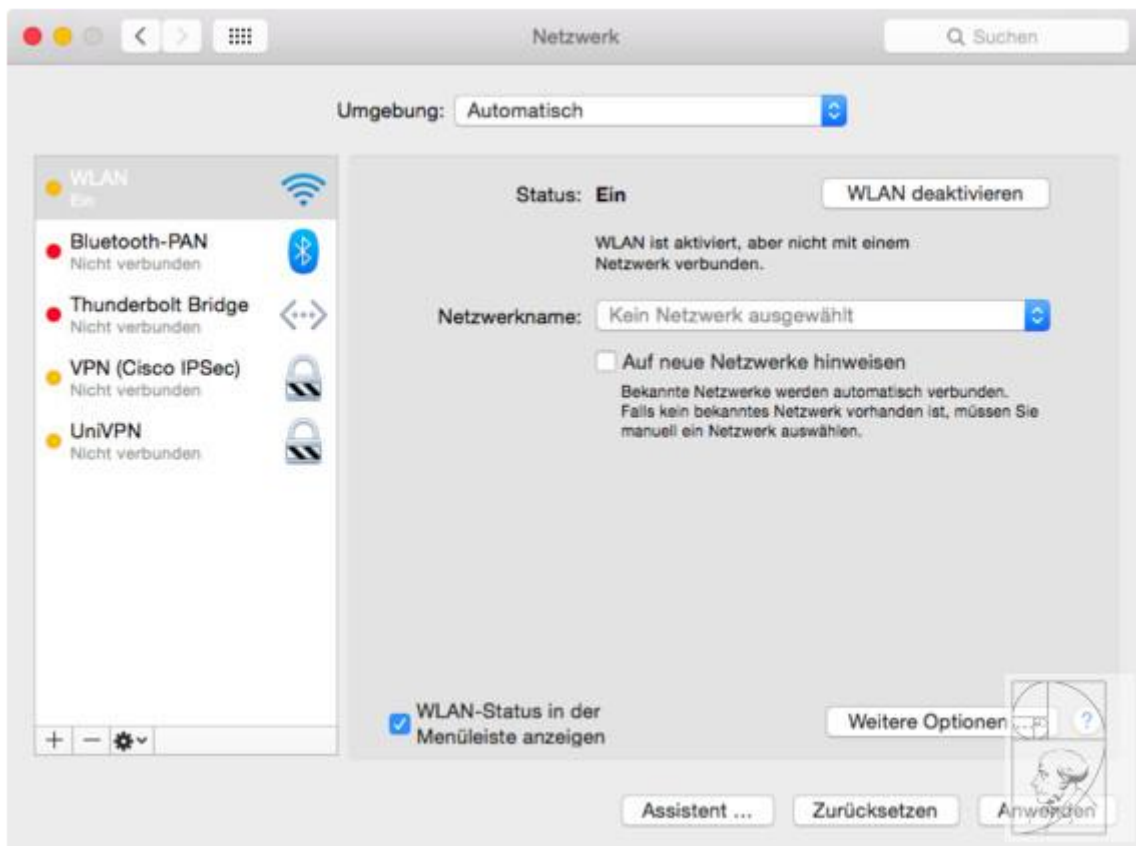 Netzwerk
Suchen
Umgebung: Automatisch
WLAN
Ein
Bluetooth-PAN
Nicht verbunden
Thunderbolt Bridge
Nicht verbunden
VPN (Cisco IPSec)
Nicht verbunden
UniVPN
Nicht verbunden
Status: Ein
WLAN deaktivieren
WLAN ist aktiviert, aber nicht mit einem
Netzwerk verbunden.
Netzwerkname: Kein Netzwerk ausgewählt
Auf neue Netzwerke hinweisen
Bekannte Netzwerke werden automatisch verbunden.
Falls kein bekanntes Netzwerk vorhanden ist, müssen Sie
manuell ein Netzwerk auswählen.
WLAN-Status in der
Menüleiste anzeigen
Weitere Optionen ...
?
Assistent ...
Zurücksetzen
Anwenden